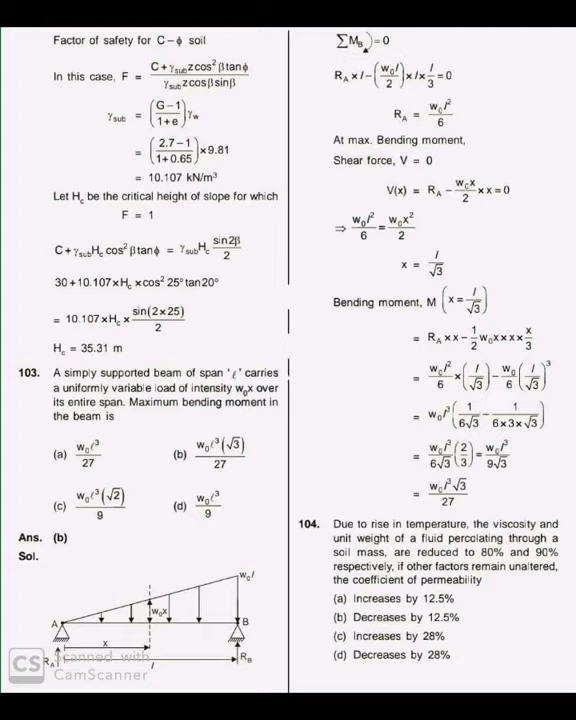 Factor of safety for C – ϕ soil
In this case, F = (C + γsub z cos² β tanϕ) / (γsub z cosβ sinβ)
γsub = ((G – 1)/(1 + e)) γw
= ((2.7 – 1)/(1 + 0.65)) × 9.81
= 10.107 kN/m³
Let Hc be the critical height of slope for which
F = 1
C + γsub Hc cos² β tanϕ = γsub Hc sin2β/2
30 + 10.107 × Hc × cos² 25° tan 20°
= 10.107 × Hc × sin(2 × 25)/2
Hc = 35.31 m
103. A simply supported beam of span ‘ℓ’ carries
a uniformly variable load of intensity w₀x over
its entire span. Maximum bending moment in
the beam is
(a) w₀ℓ³/27 (b) w₀ℓ³(√3)/27
(c) w₀ℓ³(√2)/9 (d) w₀ℓ³/9
Ans. (b)
Sol.
w₀l
w₀x
A B
x
RA l RB
CS Scanned with
CamScanner
∑MB) = 0
RA × l – (w₀l/2) × l × l/3 = 0
RA = w₀l²/6
At max. Bending moment,
Shear force, V = 0
V(x) = RA – (w₀x/2) × x = 0
⇒ w₀l²/6 = w₀x²/2
x = l/√3
Bending moment, M (x = l/√3)
= RA × x – 1/2 w₀x × x × x/3
= w₀l²/6 × (l/√3) – w₀/6 (l/√3)³
= w₀l³ (1/(6√3) – 1/(6 × 3 × √3))
= w₀l³/(6√3) (2/3) = w₀l³/(9√3)
= w₀l³√3/27
104. Due to rise in temperature, the viscosity and
unit weight of a fluid percolating through a
soil mass, are reduced to 80% and 90%
respectively, if other factors remain unaltered,
the coefficient of permeability
(a) Increases by 12.5%
(b) Decreases by 12.5%
(c) Increases by 28%
(d) Decreases by 28%